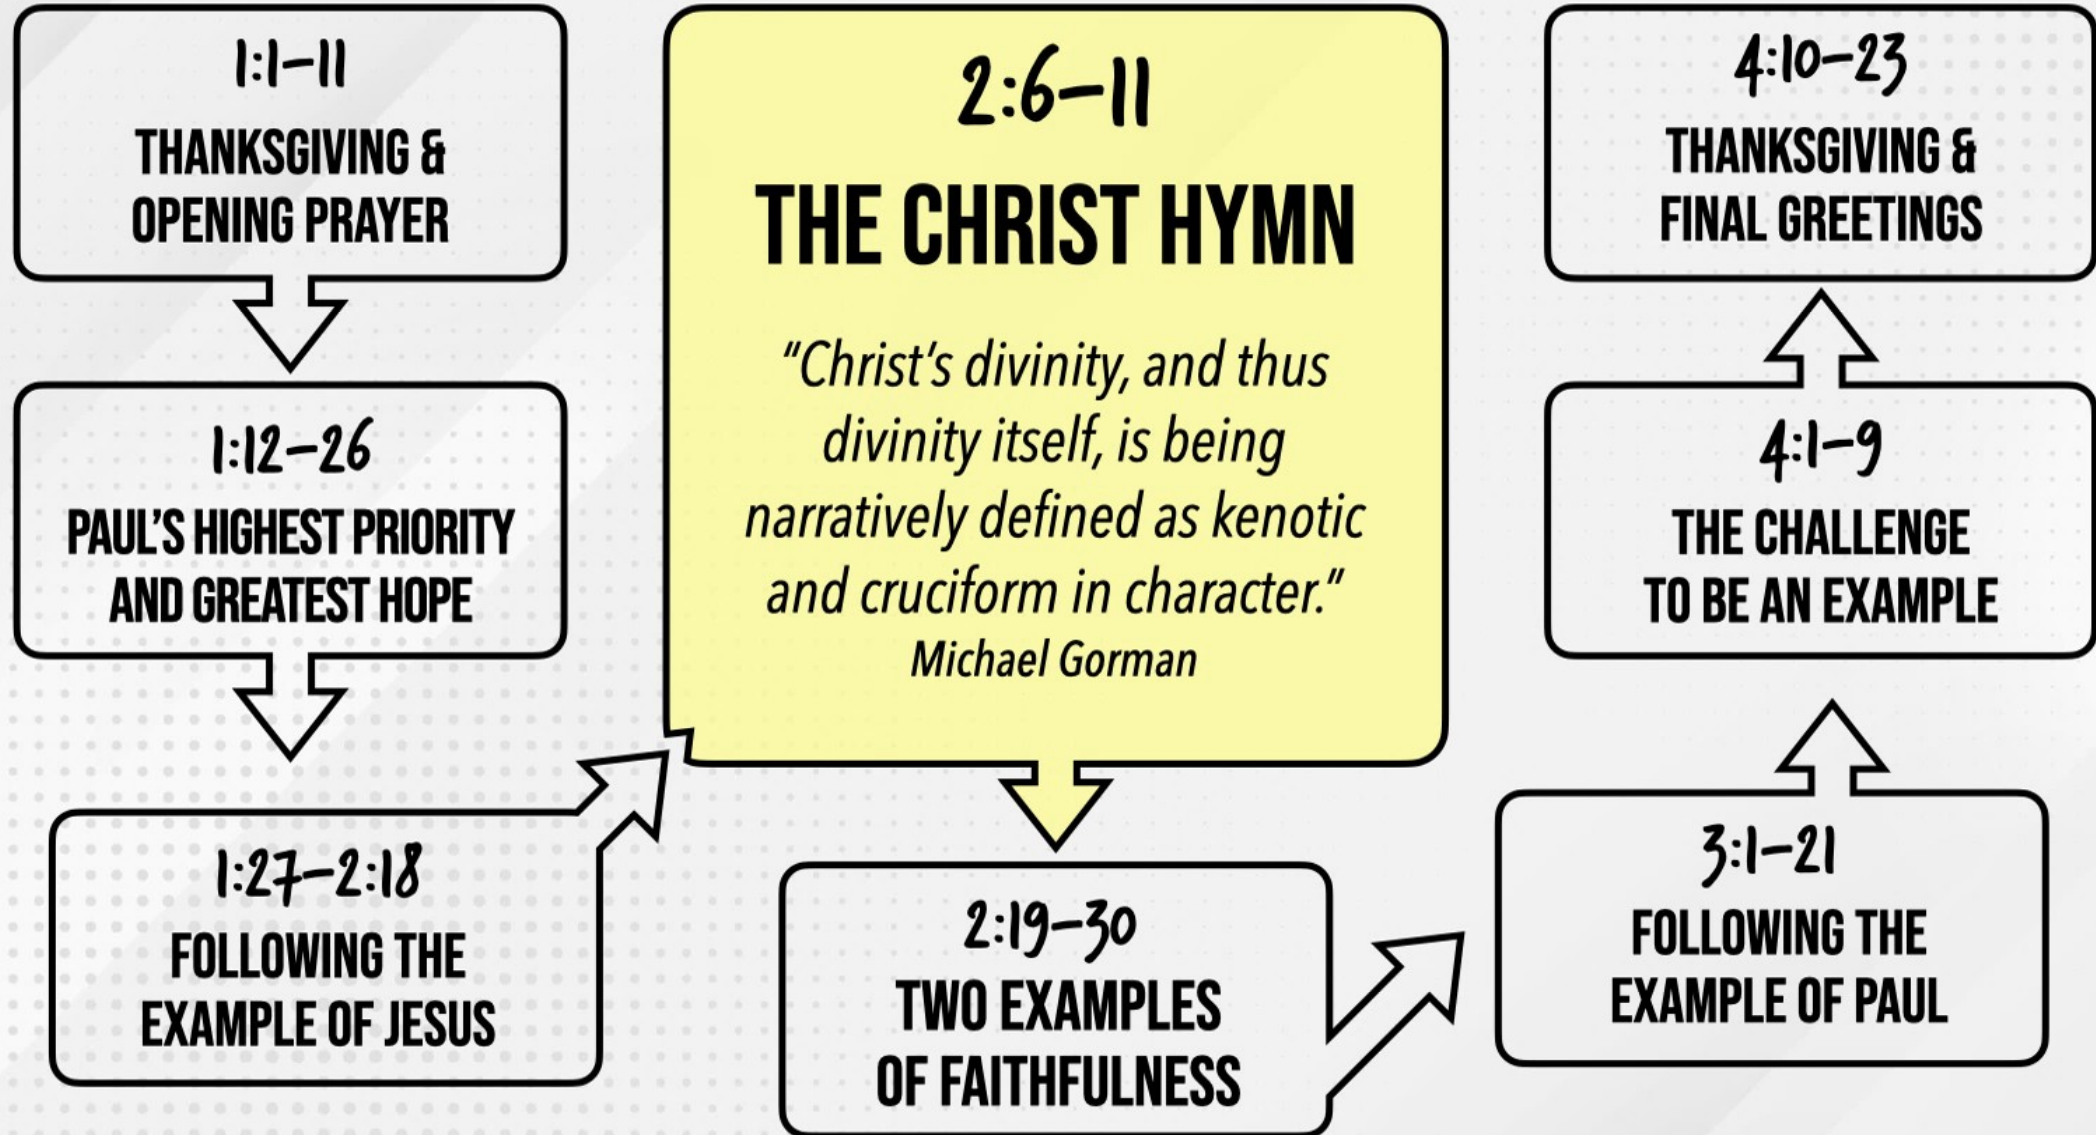 1:1–11
THANKSGIVING &
OPENING PRAYER
1:12–26
PAUL’S HIGHEST PRIORITY
AND GREATEST HOPE
1:27–2:18
FOLLOWING THE
EXAMPLE OF JESUS
2:6–11
THE CHRIST HYMN
“Christ’s divinity, and thus
divinity itself, is being
narratively defined as kenotic
and cruciform in character.”
Michael Gorman
2:19–30
TWO EXAMPLES
OF FAITHFULNESS
3:1–21
FOLLOWING THE
EXAMPLE OF PAUL
4:1–9
THE CHALLENGE
TO BE AN EXAMPLE
4:10–23
THANKSGIVING &
FINAL GREETINGS